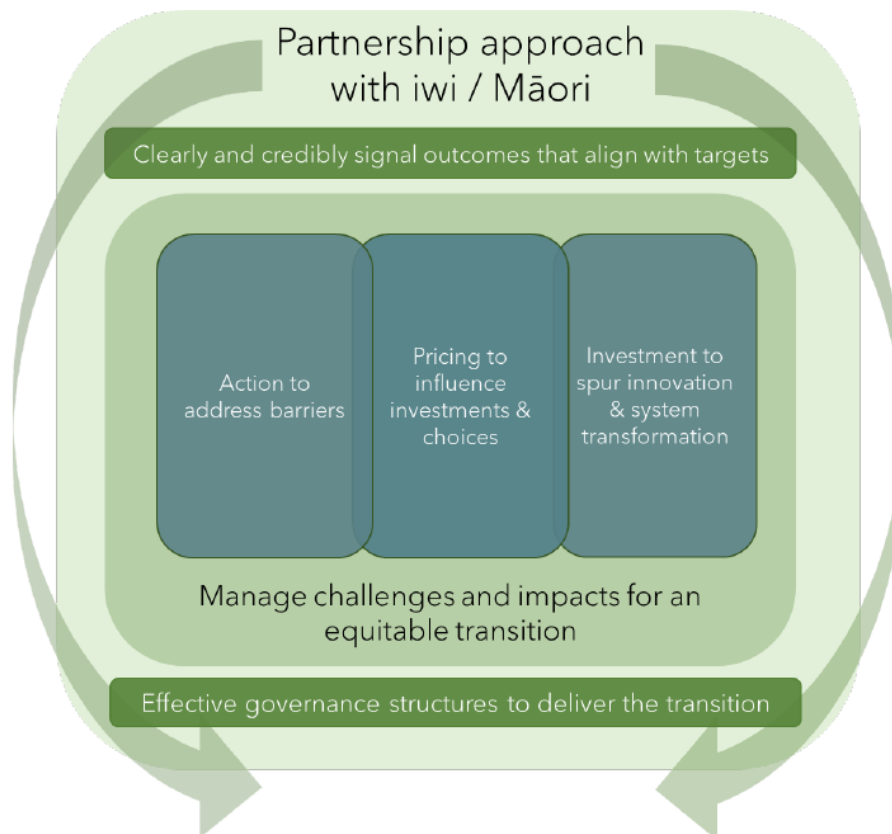 Partnership approach
with iwi / Māori
Clearly and credibly signal outcomes that align with targets
Action to
address barriers
Pricing to
influence
investments &
choices
Investment to
spur innovation
& system
transformation
Manage challenges and impacts for an
equitable transition
Effective governance structures to deliver the transition